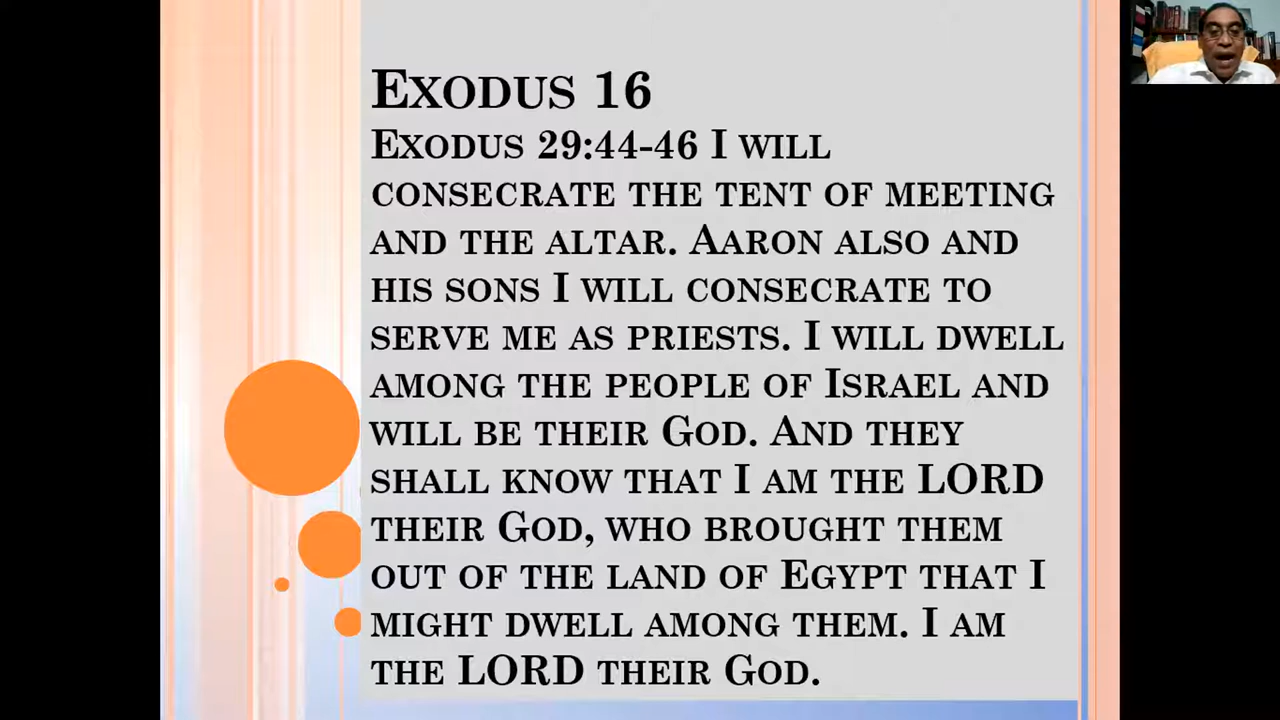 EXODUS 16
EXODUS 29:44-46 I WILL
CONSECRATE THE TENT OF MEETING
AND THE ALTAR. AARON ALSO AND
HIS SONS I WILL CONSECRATE TO
SERVE ME AS PRIESTS. I WILL DWELL
AMONG THE PEOPLE OF ISRAEL AND
WILL BE THEIR GOD. AND THEY
SHALL KNOW THAT I AM THE LORD
THEIR GOD, WHO BROUGHT THEM
OUT OF THE LAND OF EGYPT THAT I
MIGHT DWELL AMONG THEM. I AM
THE LORD THEIR GOD.